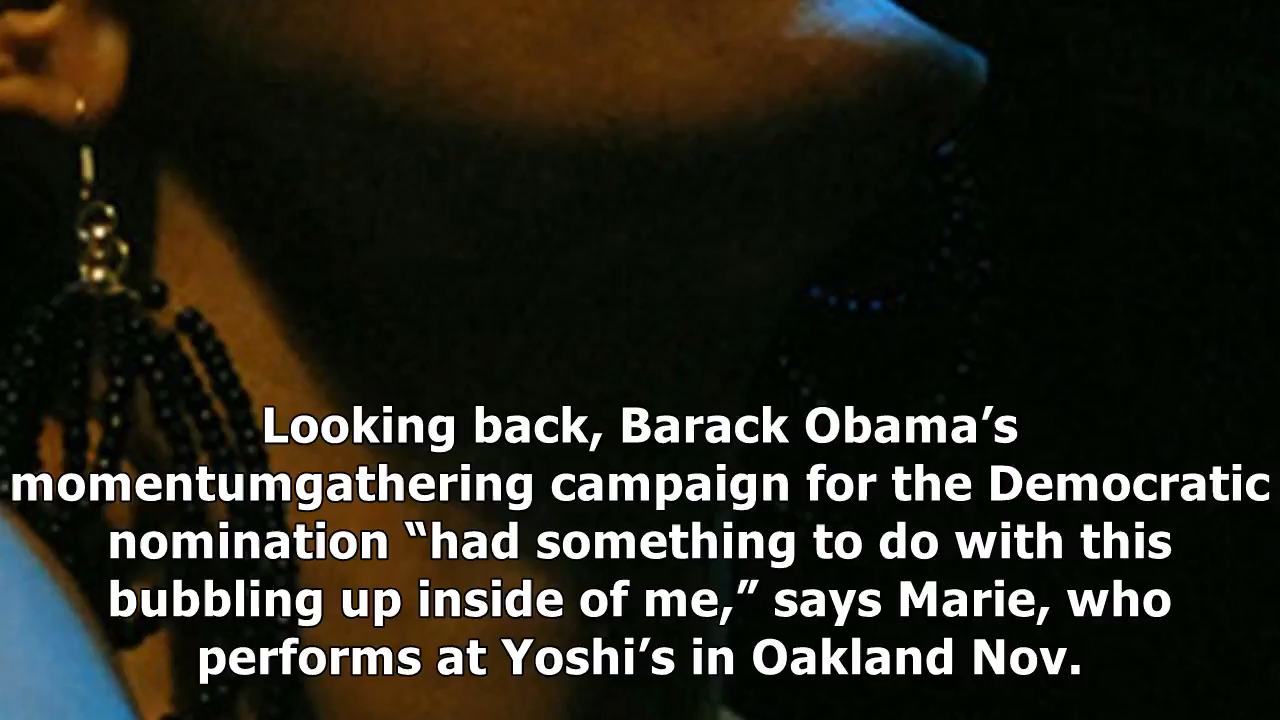 Looking back, Barack Obama’s
momentumgathering campaign for the Democratic
nomination “had something to do with this
bubbling up inside of me,” says Marie, who
performs at Yoshi’s in Oakland Nov.